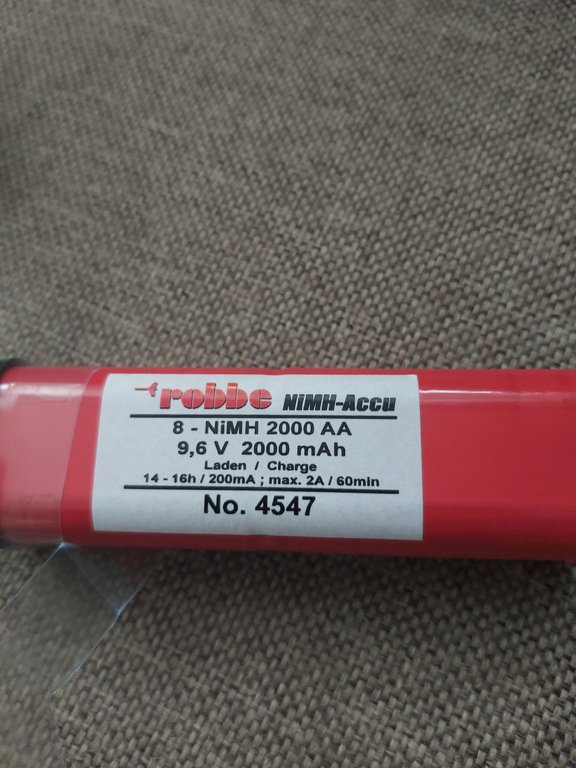 robbe NiMH-Accu
8 - NiMH 2000 AA
9,6 V 2000 mAh
Laden / Charge
14 - 16h / 200mA ; max. 2A / 60min
No. 4547